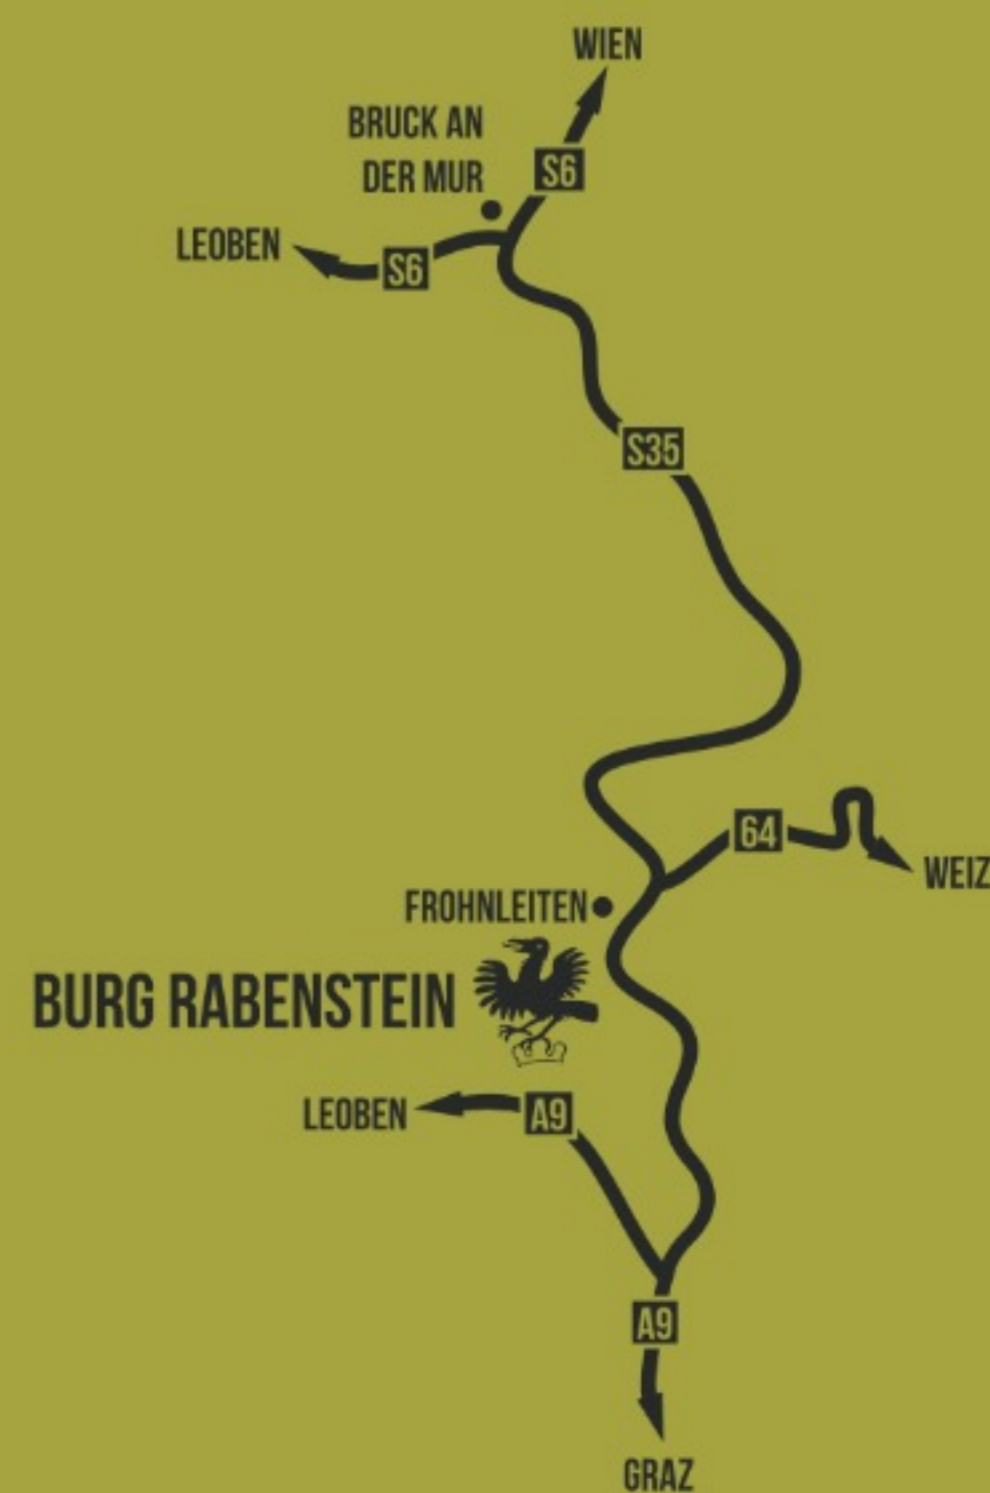 WIEN
BRUCK AN
DER MUR
S6
LEOBEN
S6
S35
64
WEIZ
FROHNLEITEN
BURG RABENSTEIN
LEOBEN
A9
A9
GRAZ